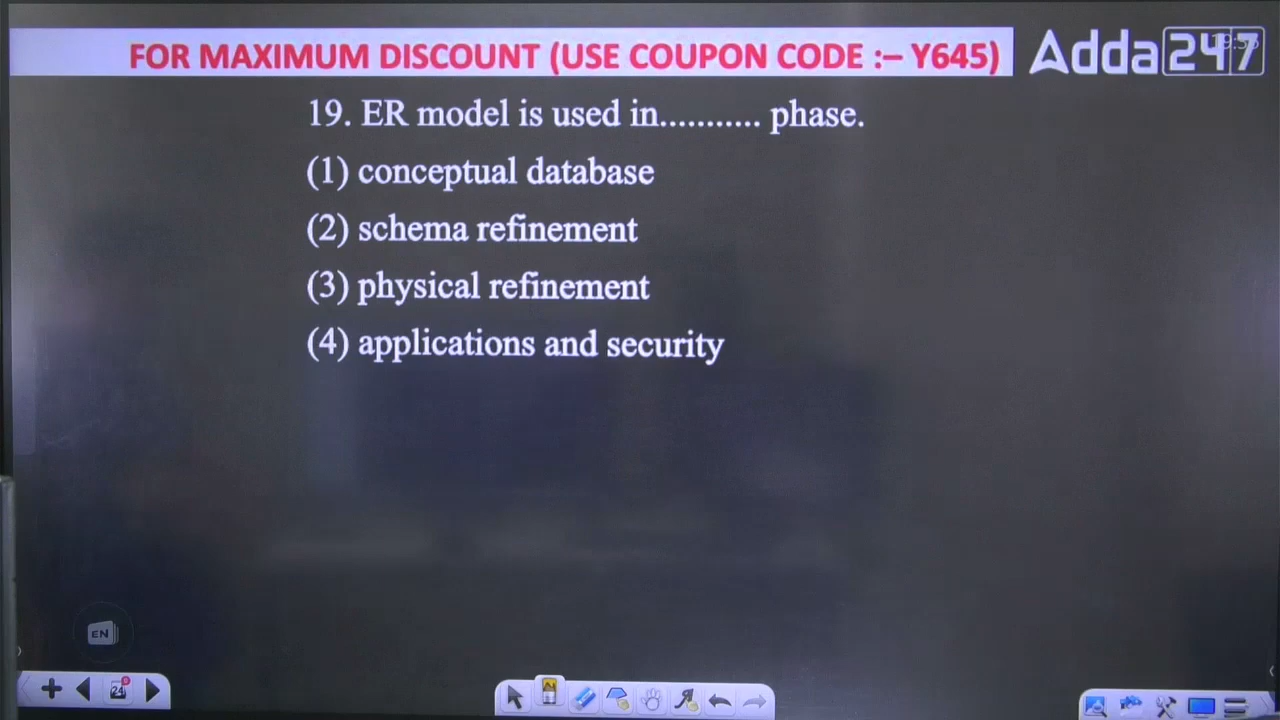 FOR MAXIMUM DISCOUNT (USE COUPON CODE :– Y645)
Adda247
19. ER model is used in........... phase.
(1) conceptual database
(2) schema refinement
(3) physical refinement
(4) applications and security
EN
24